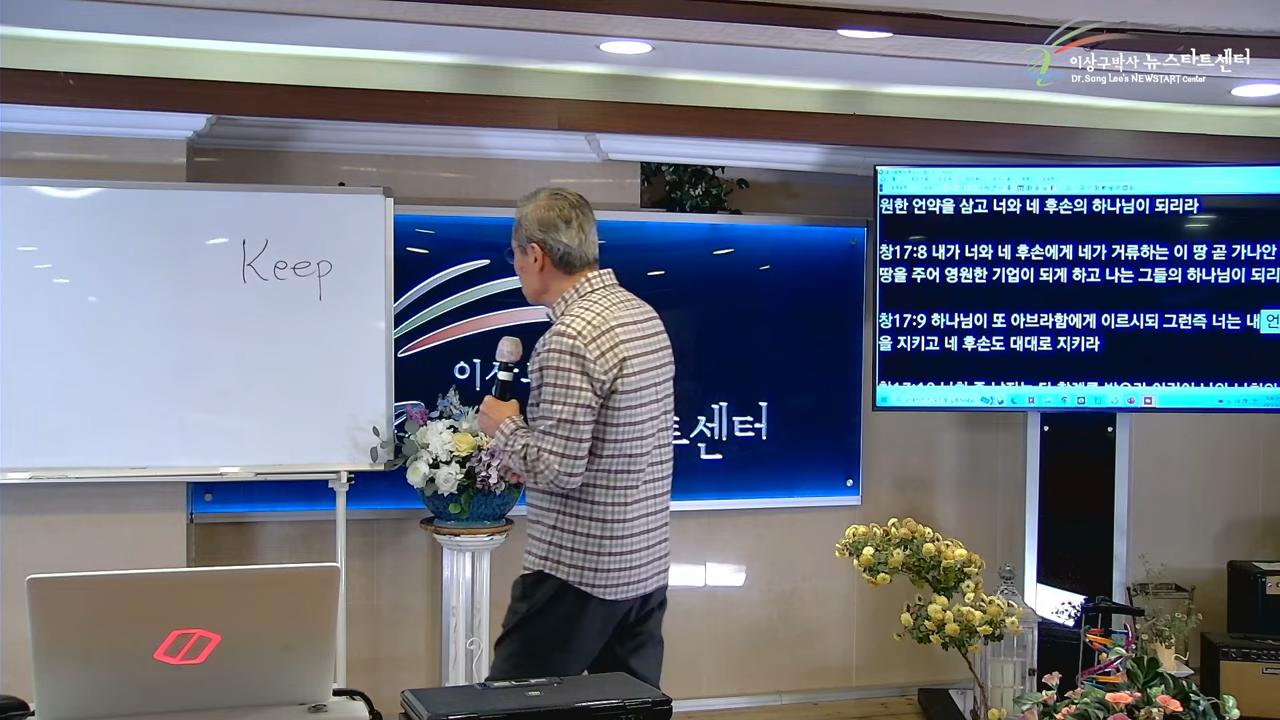 이상구박사 뉴스타트센터
Dr.Sang Lee's NEWSTART Center
Keep
원한 언약을 삼고 너와 네 후손의 하나님이 되리라
창17:8 내가 너와 네 후손에게 네가 거류하는 이 땅 곧 가나안
땅을 주어 영원한 기업이 되게 하고 나는 그들의 하나님이 되리
창17:9 하나님이 또 아브라함에게 이르시되 그런즉 너는 내 언
을 지키고 네 후손도 대대로 지키라
이상
트센터